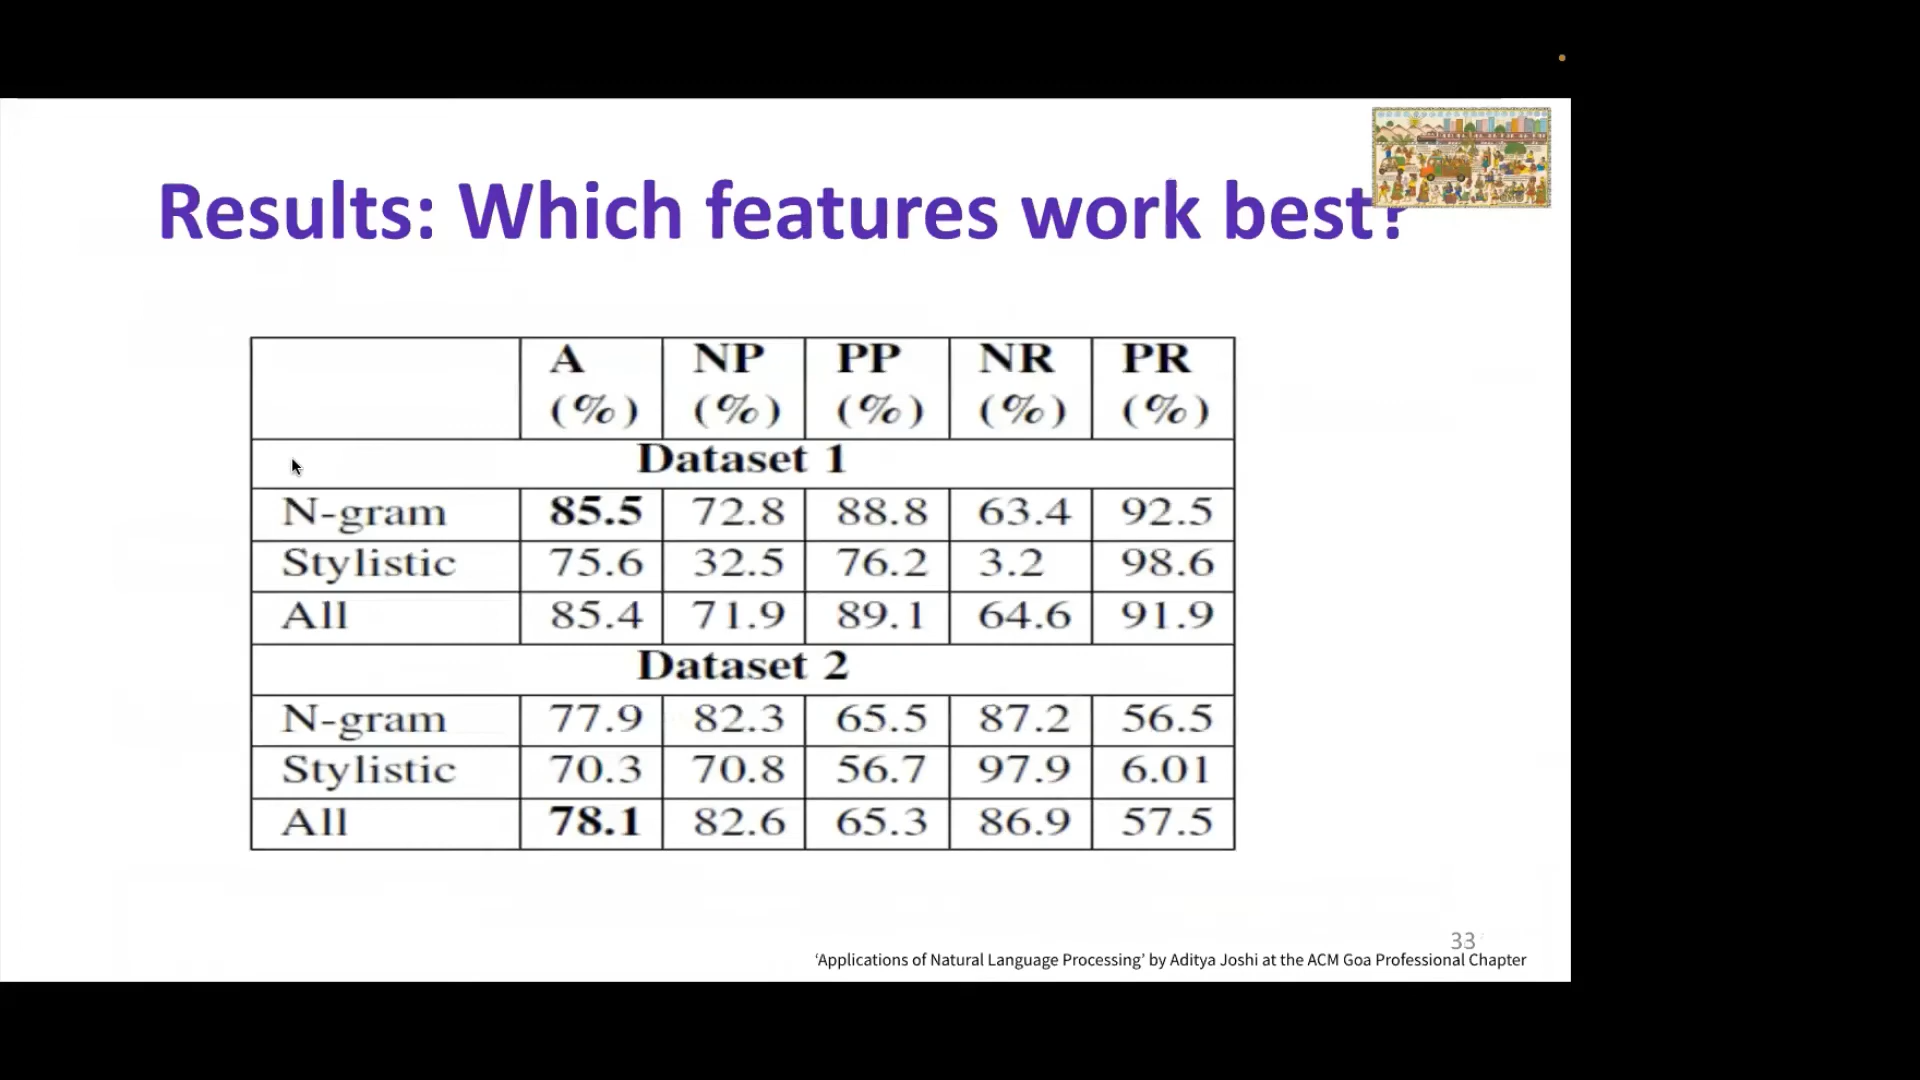 Results: Which features work best?
A NP PP NR PR
(%) (%) (%) (%) (%)
Dataset 1
N-gram 85.5 72.8 88.8 63.4 92.5
Stylistic 75.6 32.5 76.2 3.2 98.6
All 85.4 71.9 89.1 64.6 91.9
Dataset 2
N-gram 77.9 82.3 65.5 87.2 56.5
Stylistic 70.3 70.8 56.7 97.9 6.01
All 78.1 82.6 65.3 86.9 57.5
33
‘Applications of Natural Language Processing’ by Aditya Joshi at the ACM Goa Professional Chapter